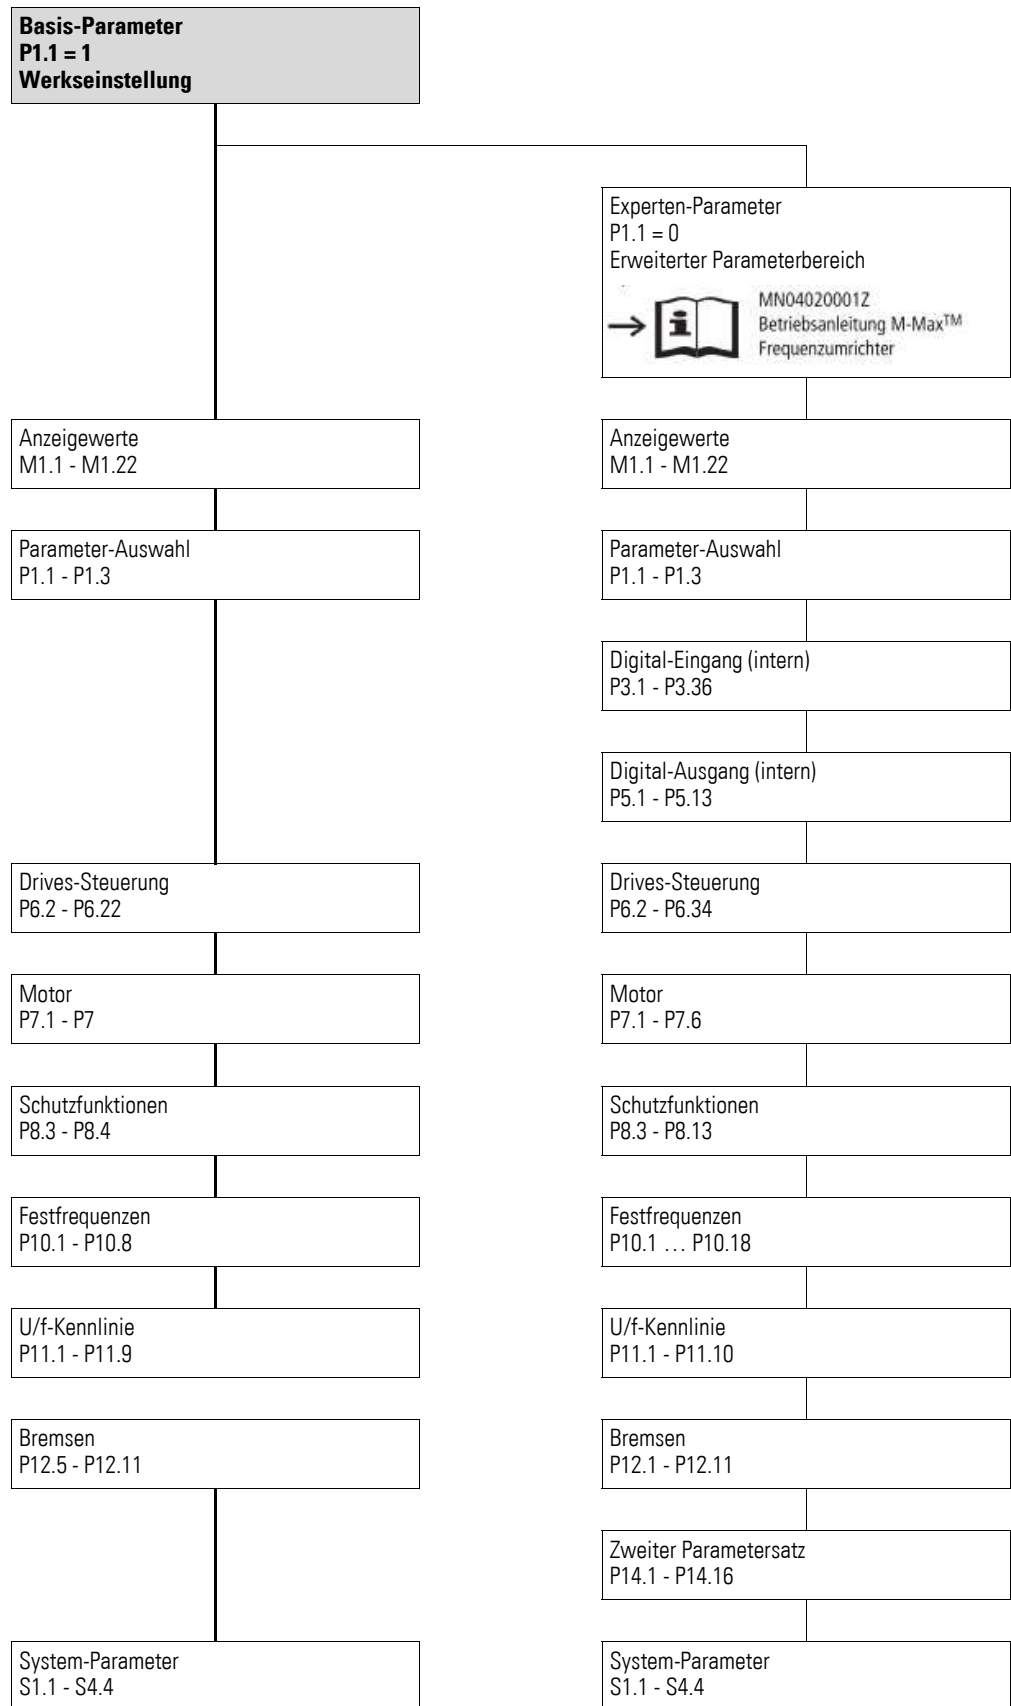 Basis-Parameter
P1.1 = 1
Werkseinstellung
Experten-Parameter
P1.1 = 0
Erweiterter Parameterbereich
MN04020001Z
Betriebsanleitung M-Max™
Frequenzumrichter
Anzeigewerte
M1.1 - M1.22
Anzeigewerte
M1.1 - M1.22
Parameter-Auswahl
P1.1 - P1.3
Parameter-Auswahl
P1.1 - P1.3
Digital-Eingang (intern)
P3.1 - P3.36
Digital-Ausgang (intern)
P5.1 - P5.13
Drives-Steuerung
P6.2 - P6.22
Drives-Steuerung
P6.2 - P6.34
Motor
P7.1 - P7
Motor
P7.1 - P7.6
Schutzfunktionen
P8.3 - P8.4
Schutzfunktionen
P8.3 - P8.13
Festfrequenzen
P10.1 - P10.8
Festfrequenzen
P10.1 … P10.18
U/f-Kennlinie
P11.1 - P11.9
U/f-Kennlinie
P11.1 - P11.10
Bremsen
P12.5 - P12.11
Bremsen
P12.1 - P12.11
Zweiter Parametersatz
P14.1 - P14.16
System-Parameter
S1.1 - S4.4
System-Parameter
S1.1 - S4.4